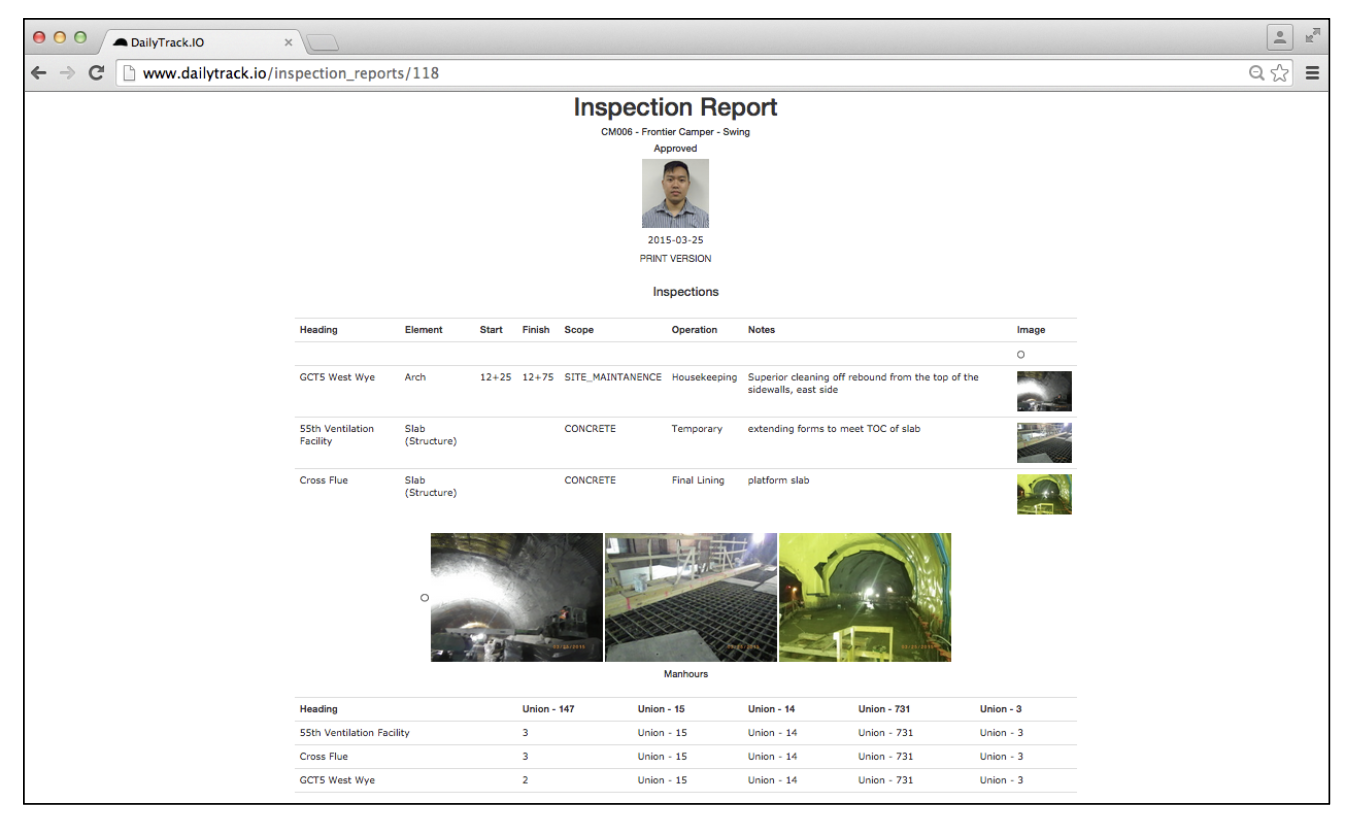 DailyTrack.IO
www.dailytrack.io/inspection_reports/118
Inspection Report
CM006 - Frontier Camper - Swing
Approved
2015-03-25
PRINT VERSION
Inspections
Heading Element Start Finish Scope Operation Notes Image
GCT5 West Wye Arch 12+25 12+75 SITE_MAINTANENCE Housekeeping Superior cleaning off rebound from the top of the
sidewalls, east side
55th Ventilation Slab CONCRETE Temporary extending forms to meet TOC of slab
Facility (Structure)
Cross Flue Slab CONCRETE Final Lining platform slab
(Structure)
Manhours
Heading Union - 147 Union - 15 Union - 14 Union - 731 Union - 3
55th Ventilation Facility 3 Union - 15 Union - 14 Union - 731 Union - 3
Cross Flue 3 Union - 15 Union - 14 Union - 731 Union - 3
GCT5 West Wye 2 Union - 15 Union - 14 Union - 731 Union - 3